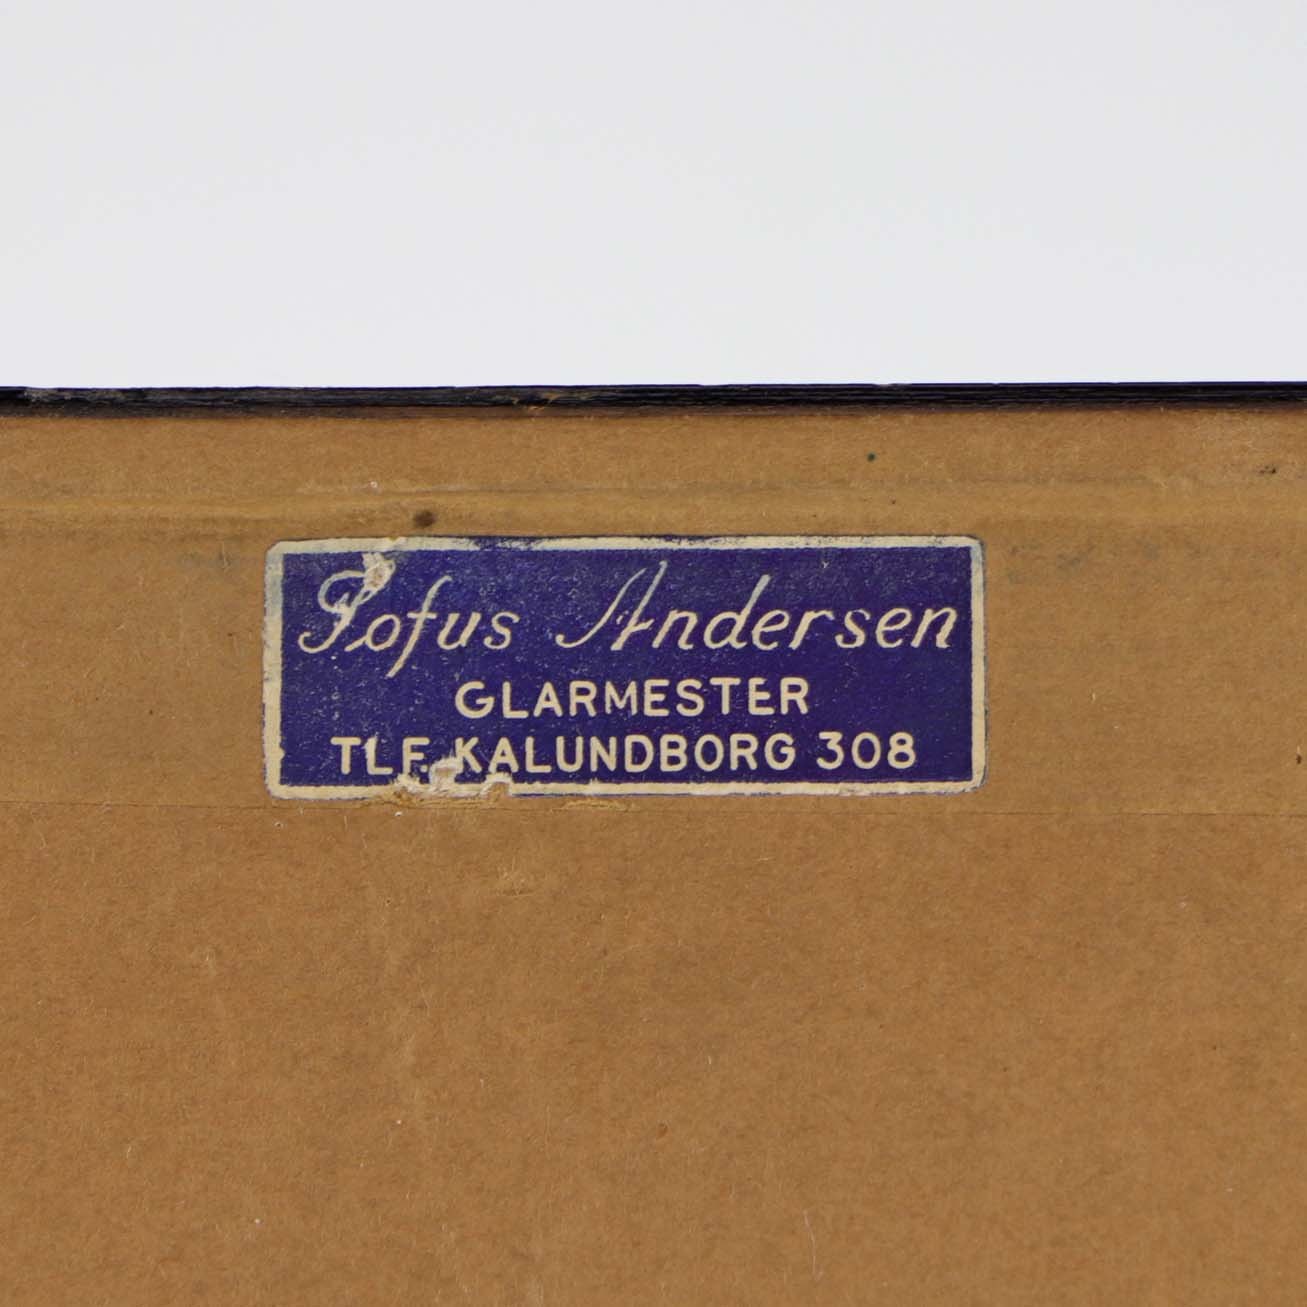 Sofus Andersen
GLARMESTER
TLF. KALUNDBORG 308